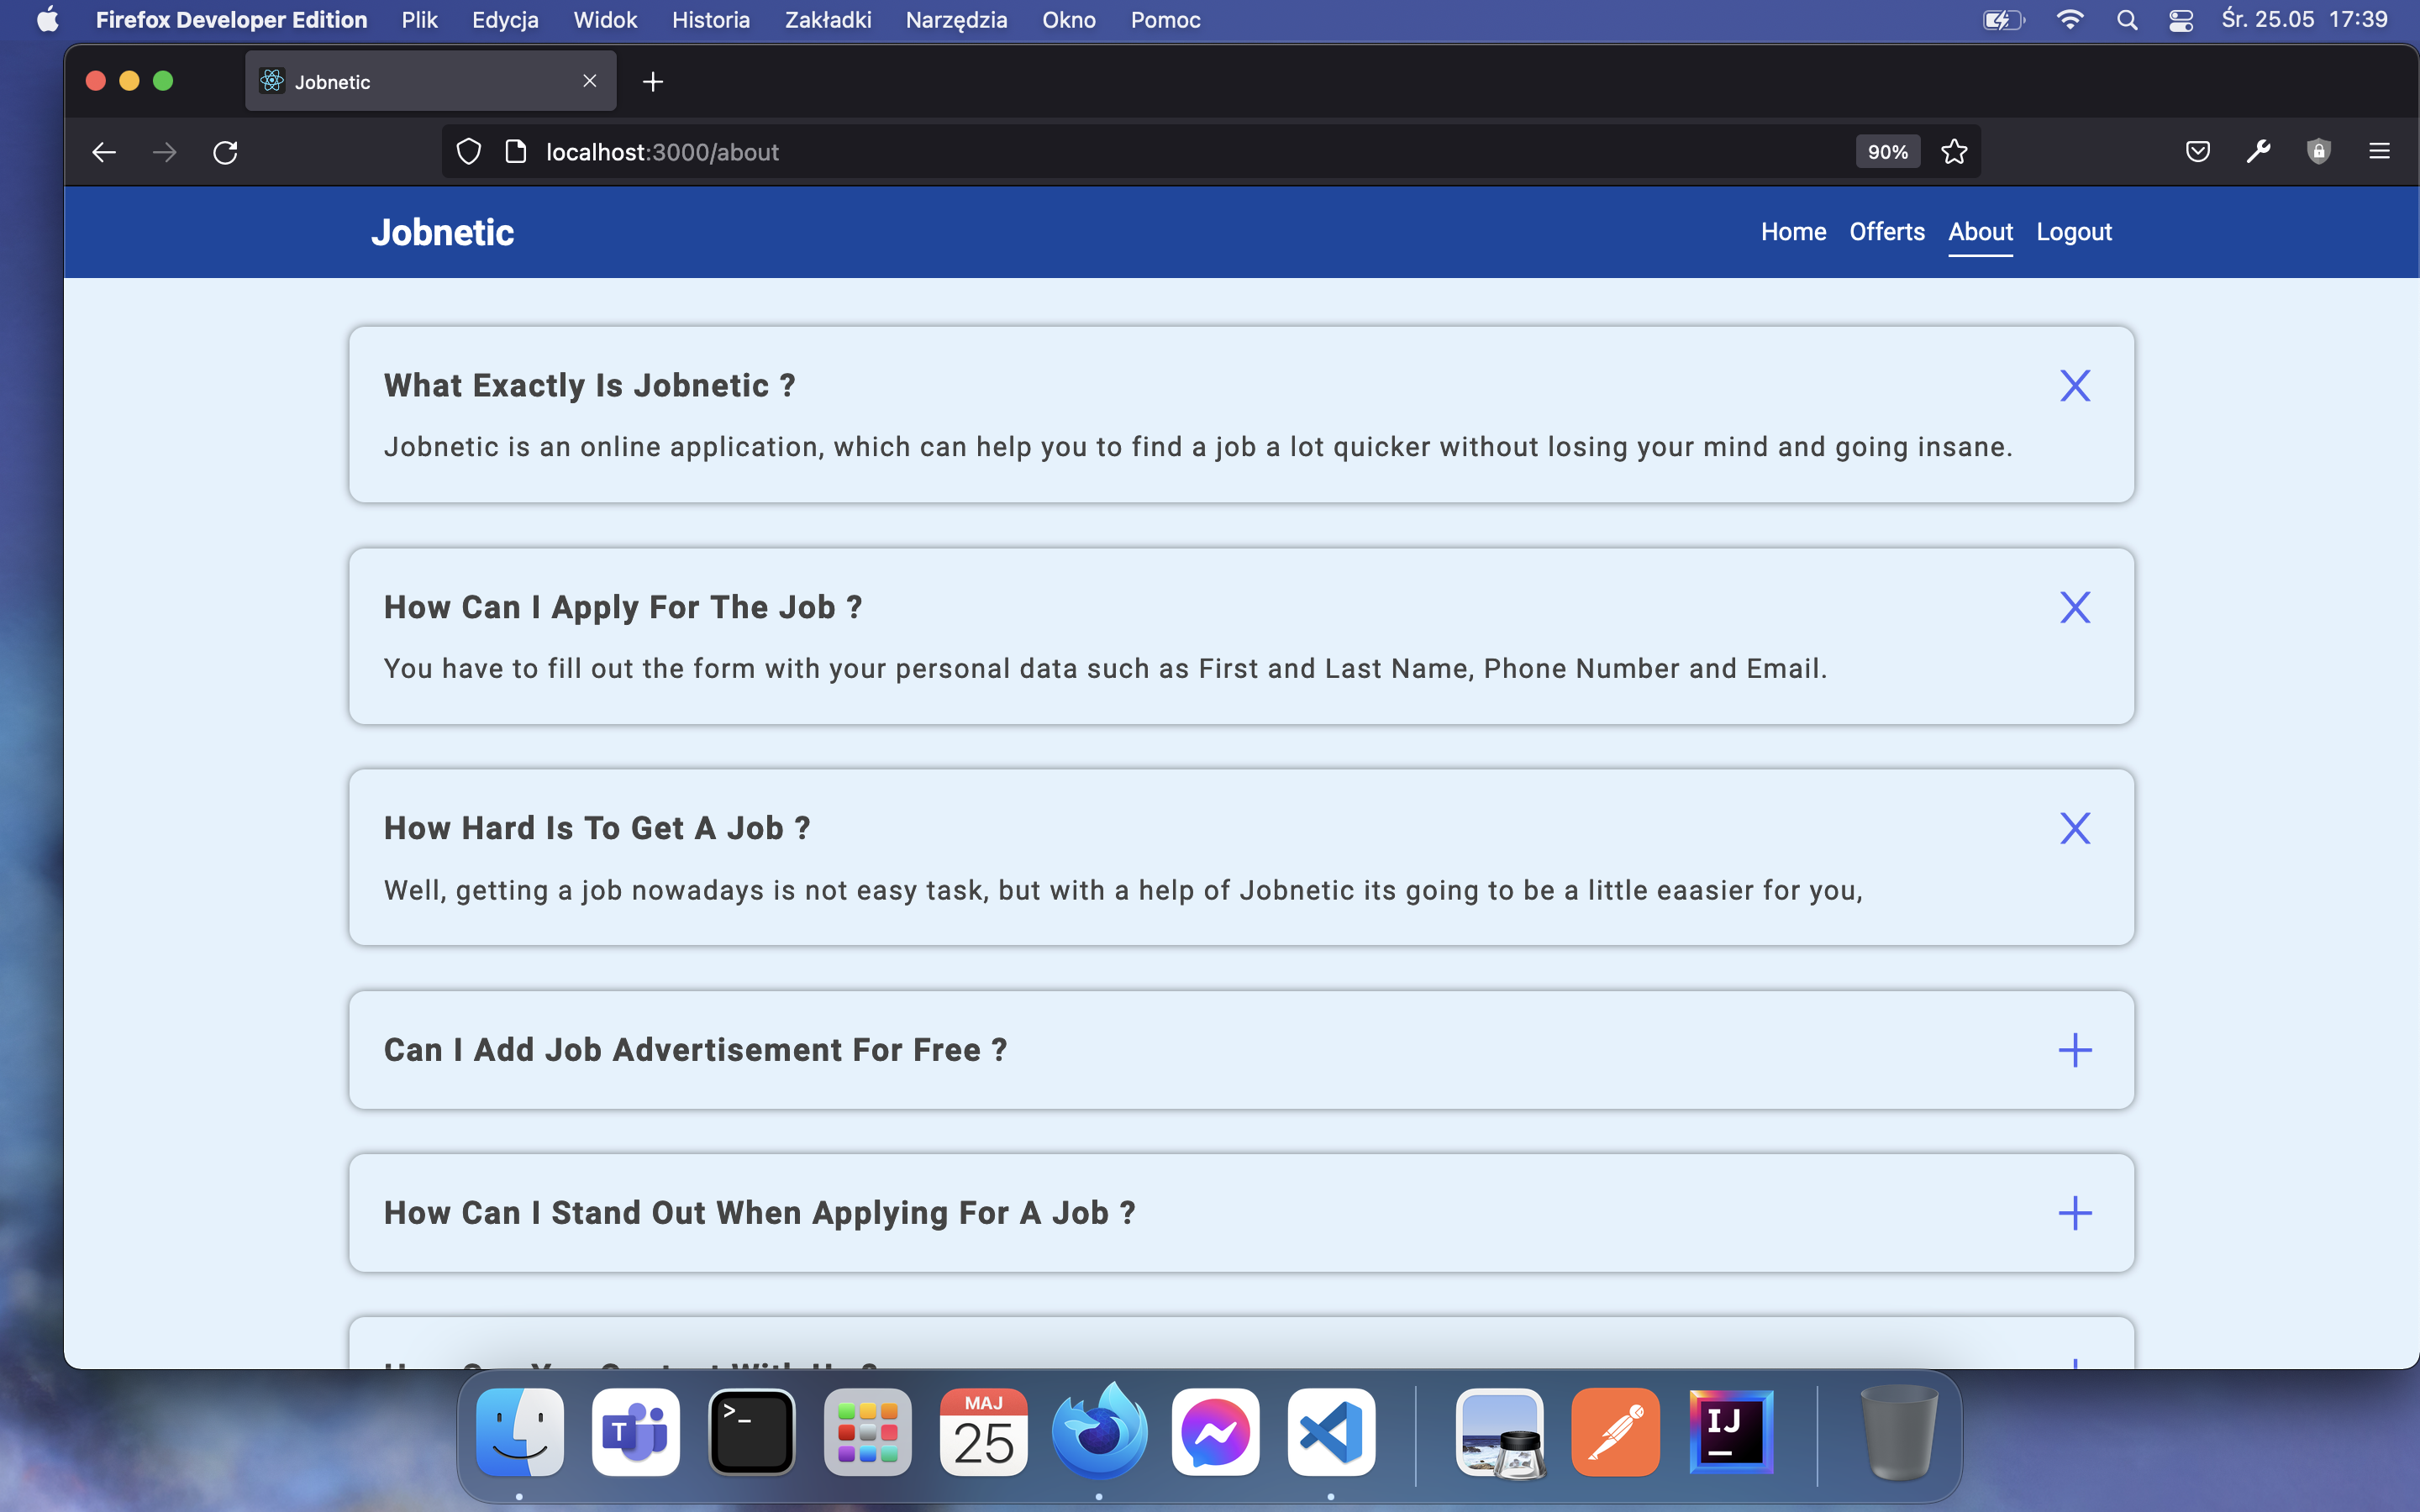 Firefox Developer Edition Plik Edycja Widok Historia Zakładki Narzędzia Okno Pomoc Śr. 25.05 17:39
Jobnetic
localhost:3000/about 90%
Jobnetic Home Offerts About Logout
What Exactly Is Jobnetic ?
Jobnetic is an online application, which can help you to find a job a lot quicker without losing your mind and going insane.
How Can I Apply For The Job ?
You have to fill out the form with your personal data such as First and Last Name, Phone Number and Email.
How Hard Is To Get A Job ?
Well, getting a job nowadays is not easy task, but with a help of Jobnetic its going to be a little eaasier for you,
Can I Add Job Advertisement For Free ?
How Can I Stand Out When Applying For A Job ?
MAJ
25
T
>_
IJ